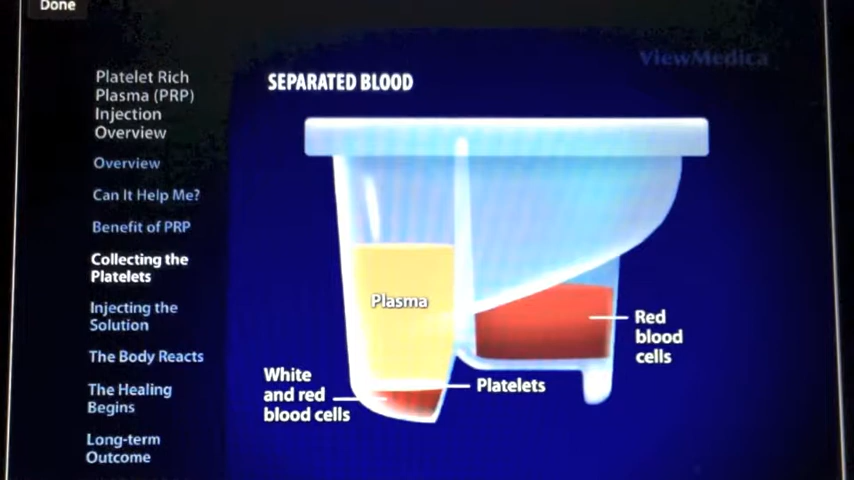 Done
ViewMedica
Platelet Rich
Plasma (PRP)
Injection
Overview
Overview
Can It Help Me?
Benefit of PRP
Collecting the
Platelets
Injecting the
Solution
The Body Reacts
The Healing
Begins
Long-term
Outcome
SEPARATED BLOOD
Plasma
Red
blood
cells
White
and red
blood cells
Platelets